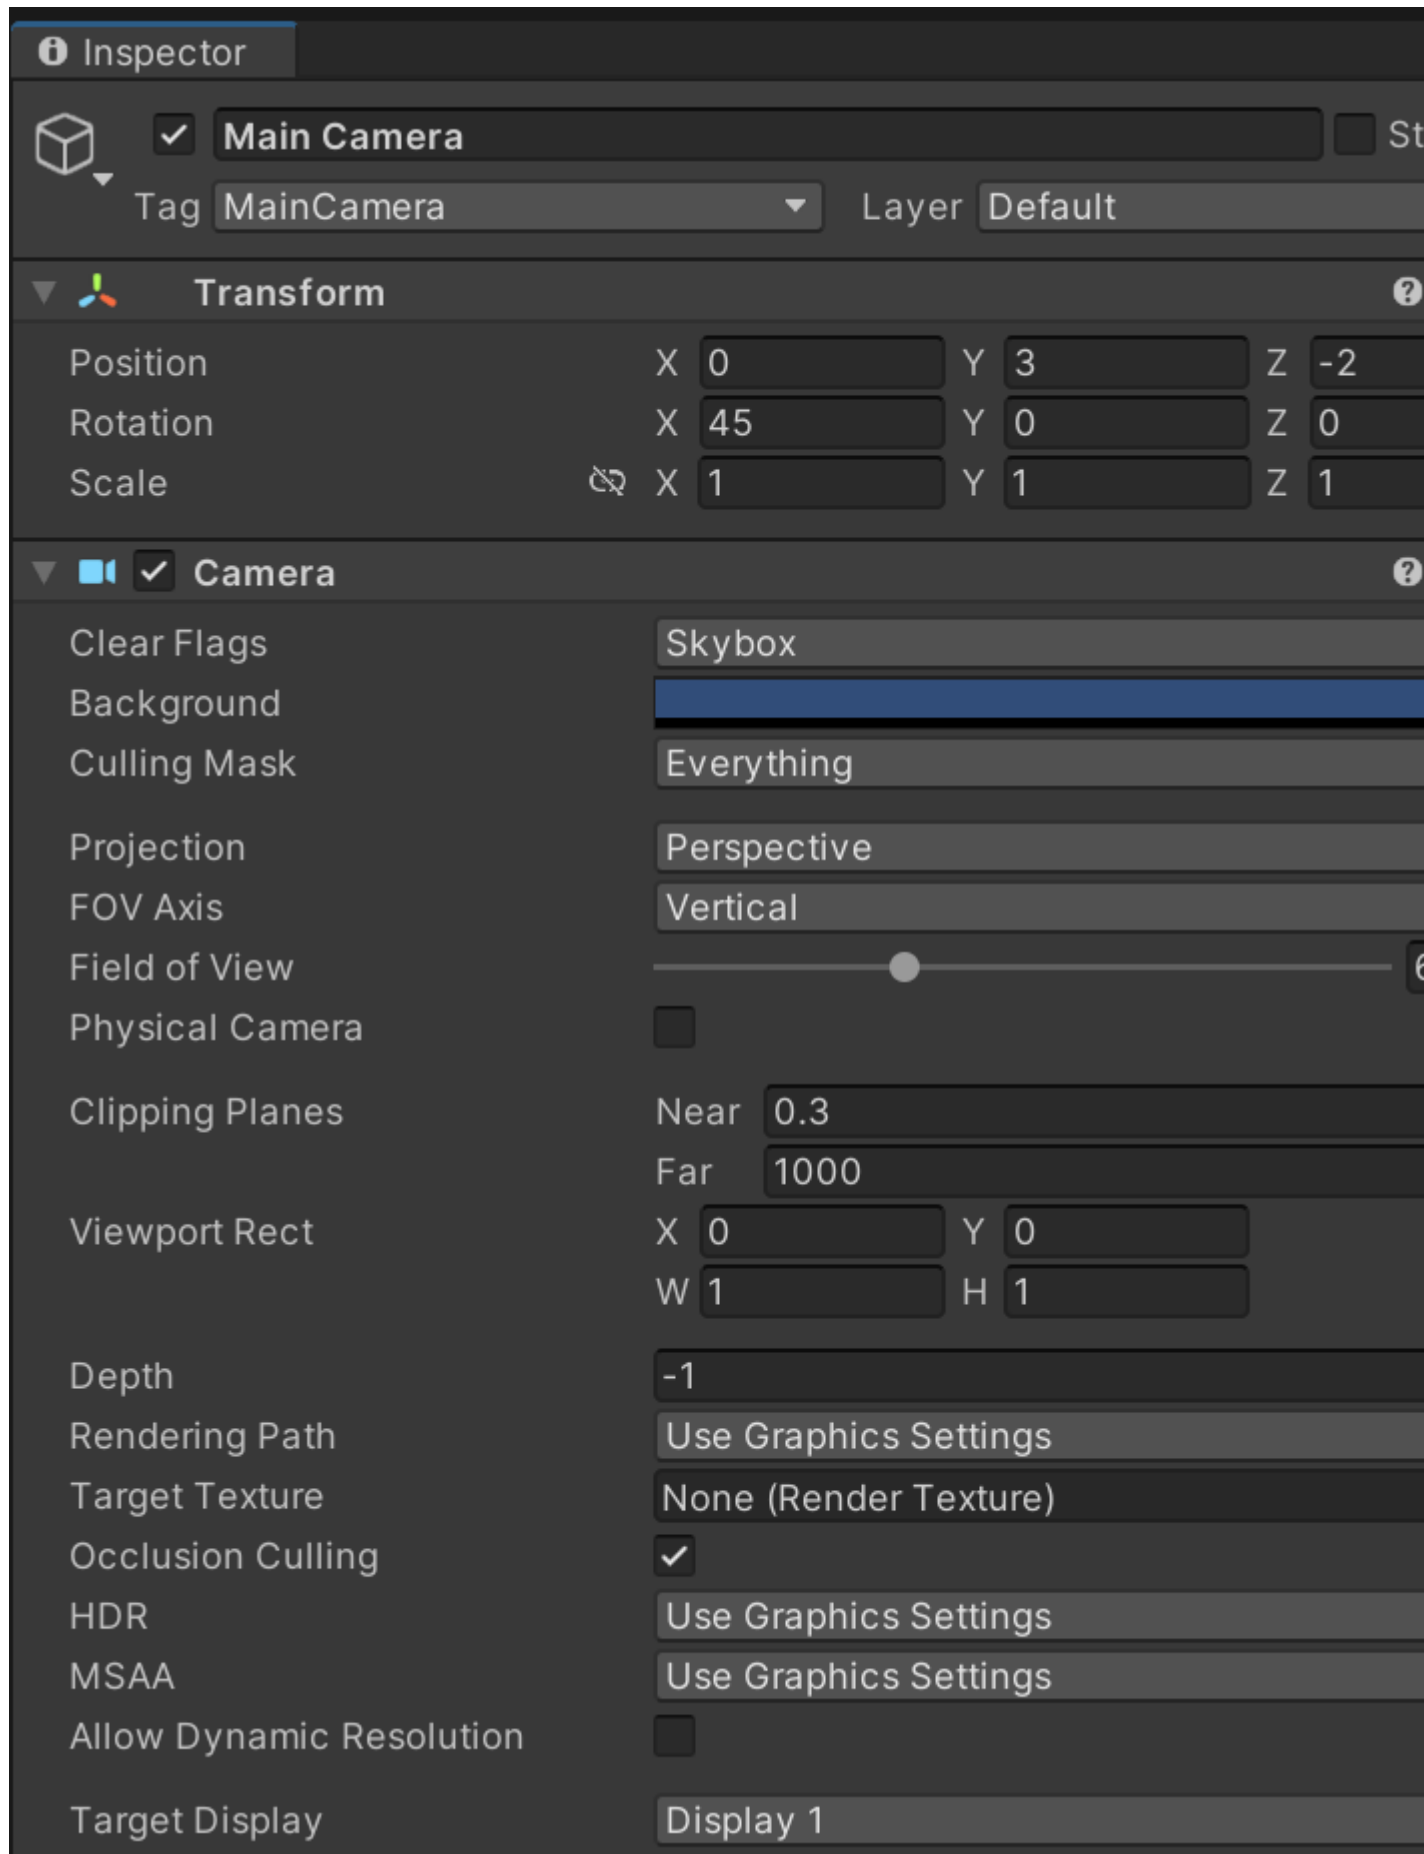 Inspector
Main Camera St
Tag MainCamera Layer Default
Transform
Position X 0 Y 3 Z -2
Rotation X 45 Y 0 Z 0
Scale X 1 Y 1 Z 1
Camera
Clear Flags Skybox
Background
Culling Mask Everything
Projection Perspective
FOV Axis Vertical
Field of View 6
Physical Camera
Clipping Planes Near 0.3
Far 1000
Viewport Rect X 0 Y 0
W 1 H 1
Depth -1
Rendering Path Use Graphics Settings
Target Texture None (Render Texture)
Occlusion Culling
HDR Use Graphics Settings
MSAA Use Graphics Settings
Allow Dynamic Resolution
Target Display Display 1